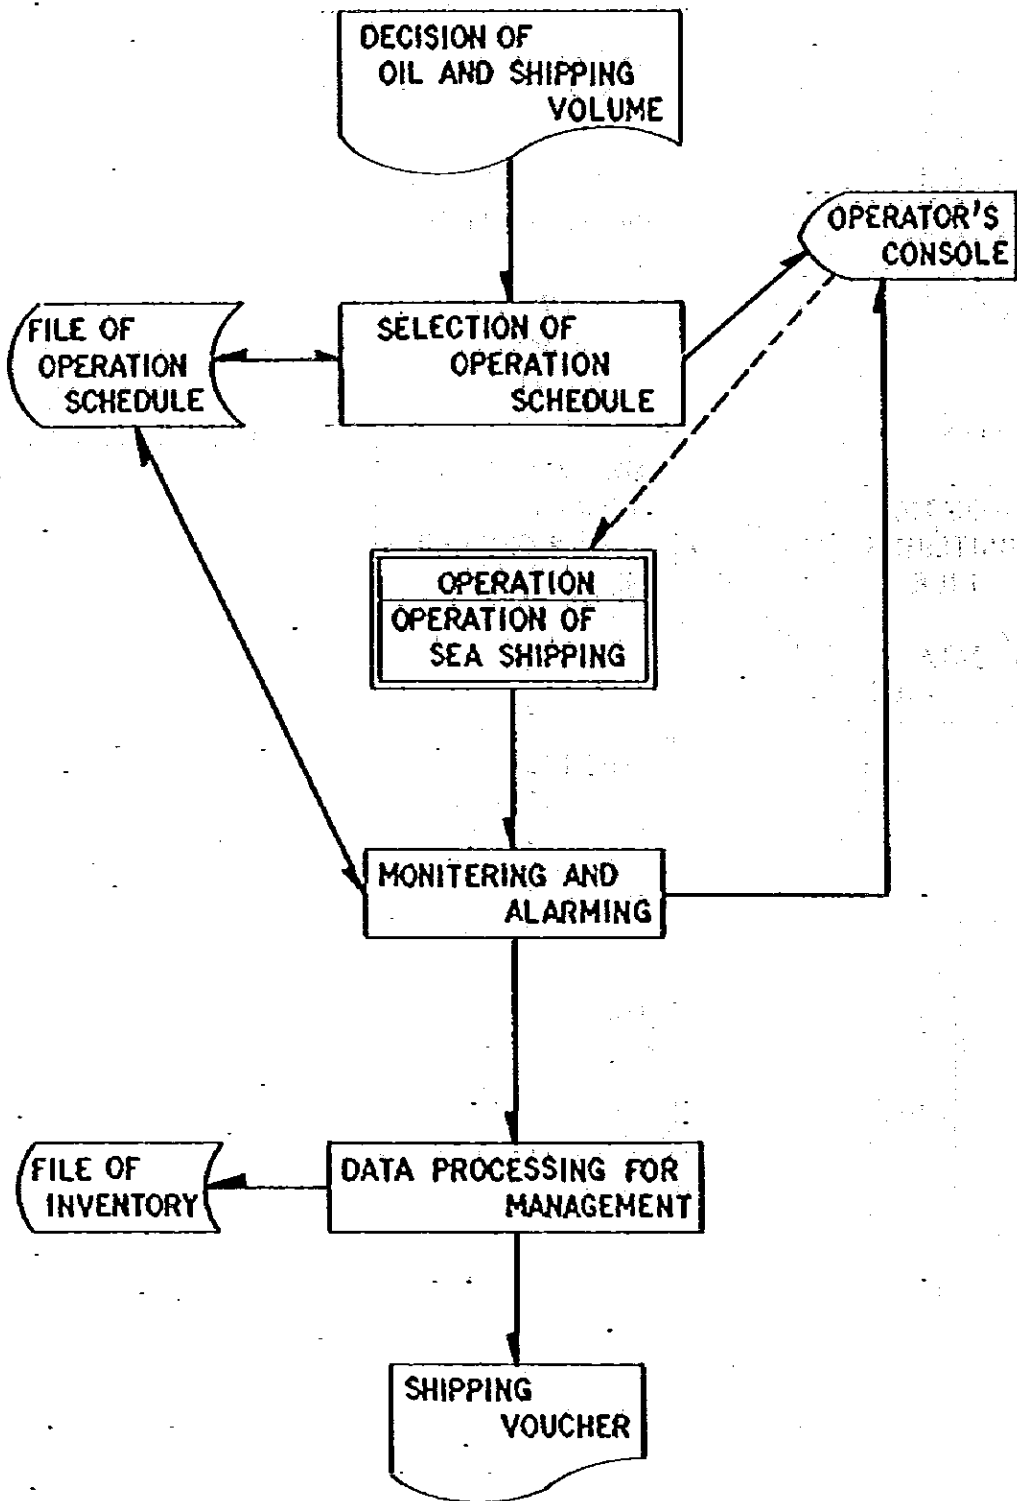 DECISION OF
OIL AND SHIPPING
VOLUME
OPERATOR'S
CONSOLE
FILE OF
OPERATION
SCHEDULE
SELECTION OF
OPERATION
SCHEDULE
OPERATION
OPERATION OF
SEA SHIPPING
MONITERING AND
ALARMING
FILE OF
INVENTORY
DATA PROCESSING FOR
MANAGEMENT
SHIPPING
VOUCHER